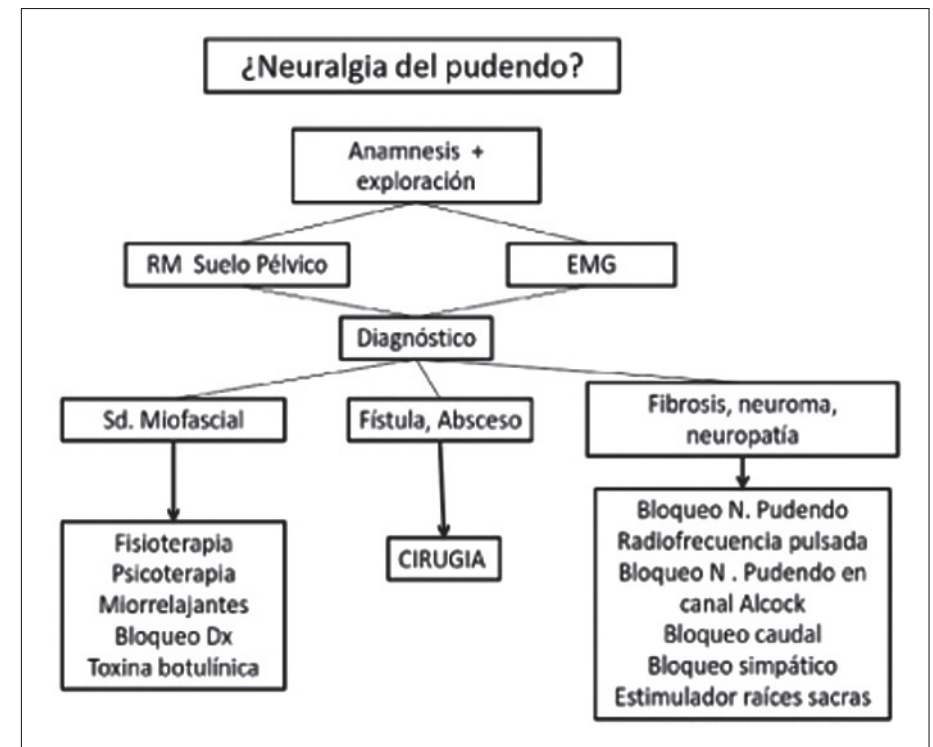 ¿Neuralgia del pudendo?
Anamnesis +
exploración
RM Suelo Pélvico
EMG
Diagnóstico
Sd. Miofascial
Fístula, Absceso
Fibrosis, neuroma,
neuropatía
Fisioterapia
Psicoterapia
Miorrelajantes
Bloqueo Dx
Toxina botulínica
CIRUGIA
Bloqueo N. Pudendo
Radiofrecuencia pulsada
Bloqueo N . Pudendo en
canal Alcock
Bloqueo caudal
Bloqueo simpático
Estimulador raíces sacras